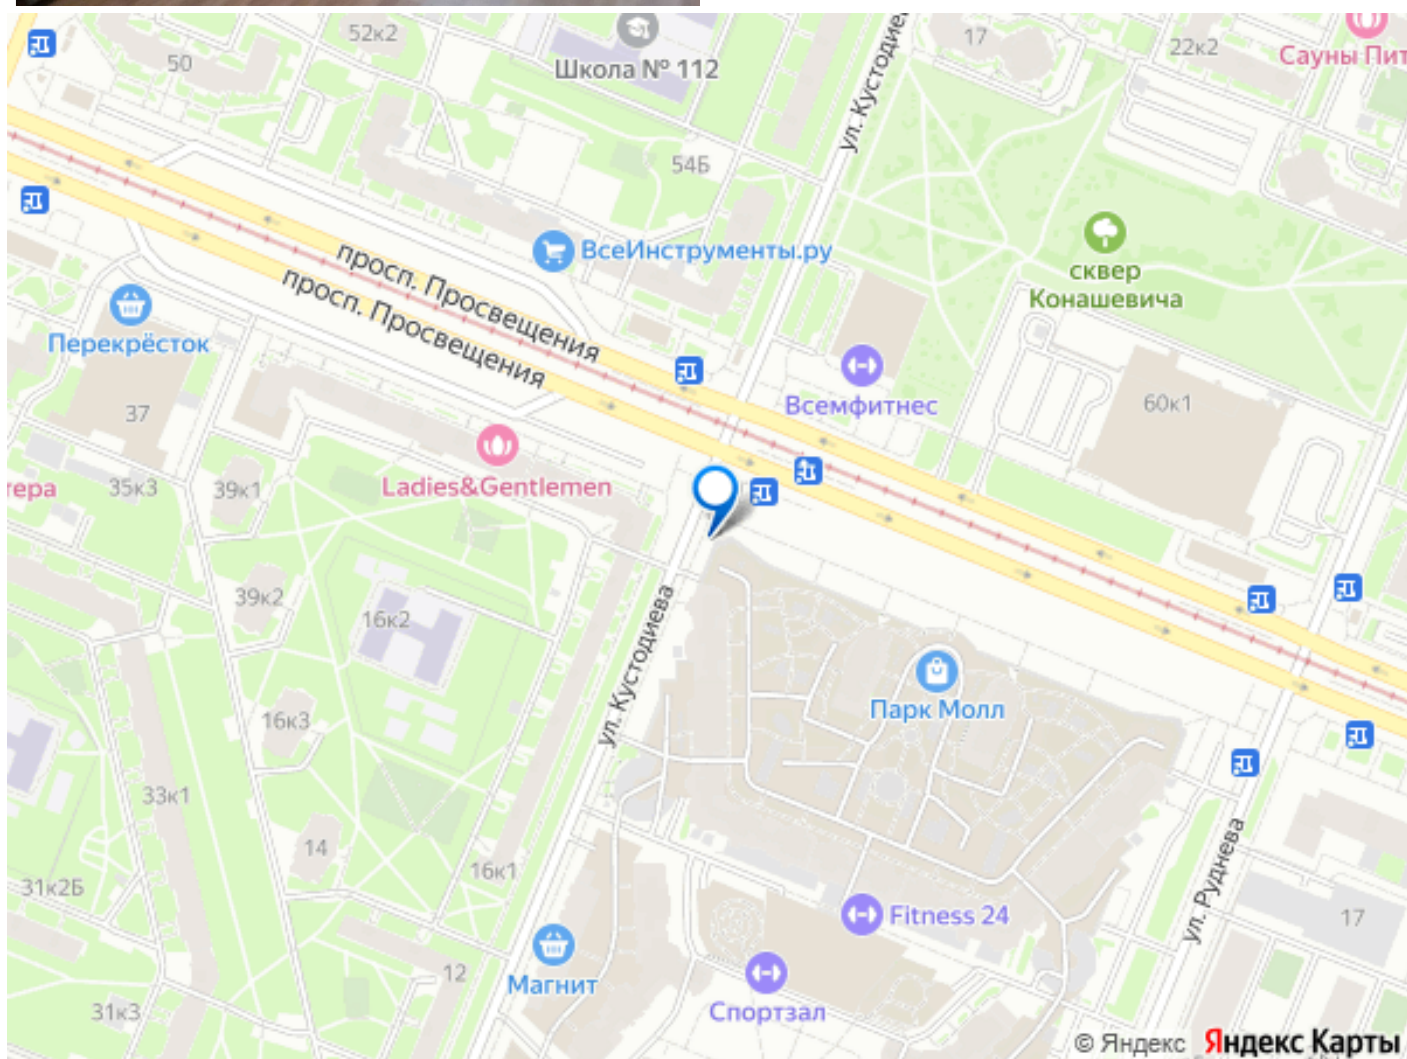 52к2
50
Школа № 112
ул. Кустодиева
17
22к2
Сауны Пит
54Б
ВсеИнструменты.ру
просп. Просвещения
просп. Просвещения
сквер
Конашевича
Перекрёсток
37
Всемфитнес
60к1
тера
35к3
39к1
Ladies&Gentlemen
39к2
16к2
ул. Кустодиева
16к3
Парк Молл
33к1
14
16к1
31к2Б
ул. Руднева
Fitness 24
17
12
Магнит
Спортзал
31к3
© Яндекс Яндекс Карты